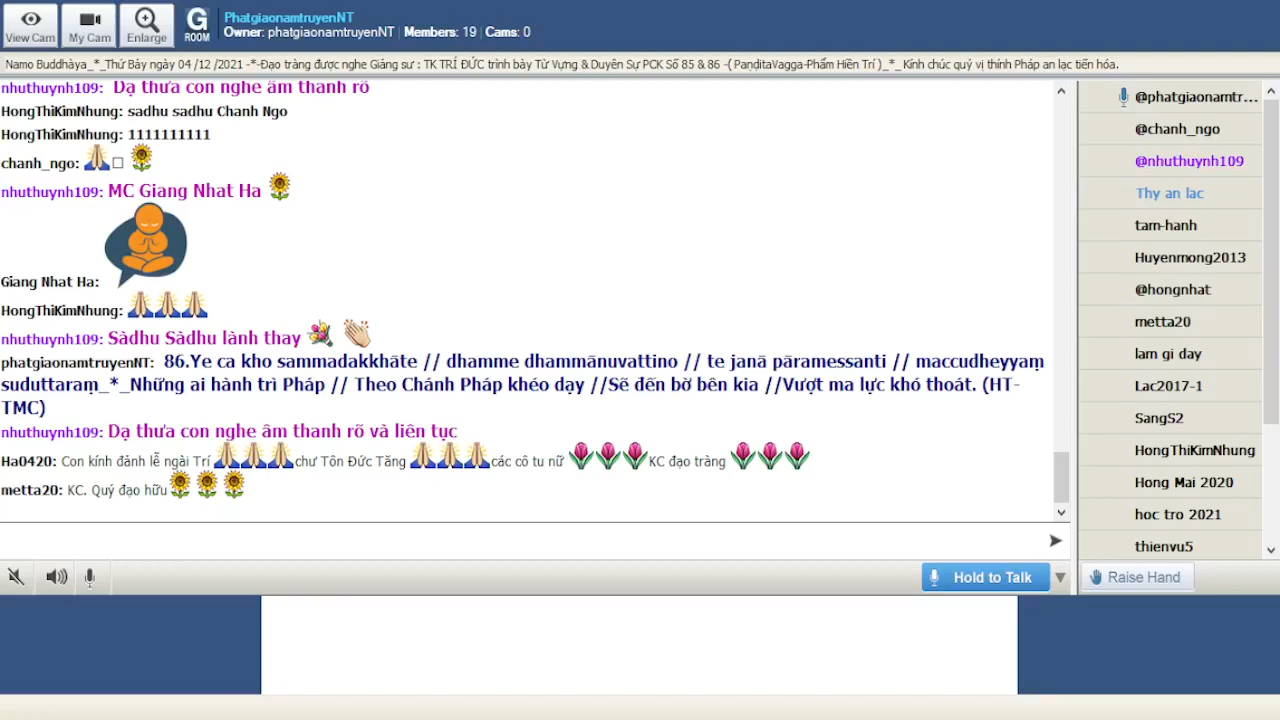 View Cam
My Cam
Enlarge
G
ROOM
PhatgiaonamtruyenNT
Owner: phatgiaonamtruyenNT | Members: 19 | Cams: 0
Namo Buddhàya_*_Thứ Bảy ngày 04 /12 /2021 -*-Đạo tràng được nghe Giảng sư : TK TRÍ ĐỨC trình bày Từ Vựng & Duyên Sự PCK Số 85 & 86 -( PaṇḍitaVagga-Phẩm Hiền Trí )_*_ Kính chúc quý vị thính Pháp an lạc tiến hóa.
nhuthuynh109: Dạ thưa con nghe âm thanh rõ
HongThiKimNhung: sadhu sadhu Chanh Ngo
HongThiKimNhung: 1111111111
chanh_ngo:
nhuthuynh109: MC Giang Nhat Ha
Giang Nhat Ha:
HongThiKimNhung:
nhuthuynh109: Sàdhu Sàdhu lành thay
phatgiaonamtruyenNT: 86.Ye ca kho sammadakkhāte // dhamme dhammānuvattino // te janā pāramessanti // maccudheyyaṃ
suduttaraṃ_*_Những ai hành trì Pháp // Theo Chánh Pháp khéo dạy //Sẽ đến bờ bên kia //Vượt ma lực khó thoát. (HT-
TMC)
nhuthuynh109: Dạ thưa con nghe âm thanh rõ và liên tục
Ha0420: Con kính đảnh lễ ngài Trí chư Tôn Đức Tăng các cô tu nữ KC đạo tràng
metta20: KC. Quý đạo hữu
@phatgiaonamtr...
@chanh_ngo
@nhuthuynh109
Thy an lac
tam-hanh
Huyenmong2013
@hongnhat
metta20
lam gi day
Lac2017-1
SangS2
HongThiKimNhung
Hong Mai 2020
hoc tro 2021
thienvu5
Hold to Talk
Raise Hand